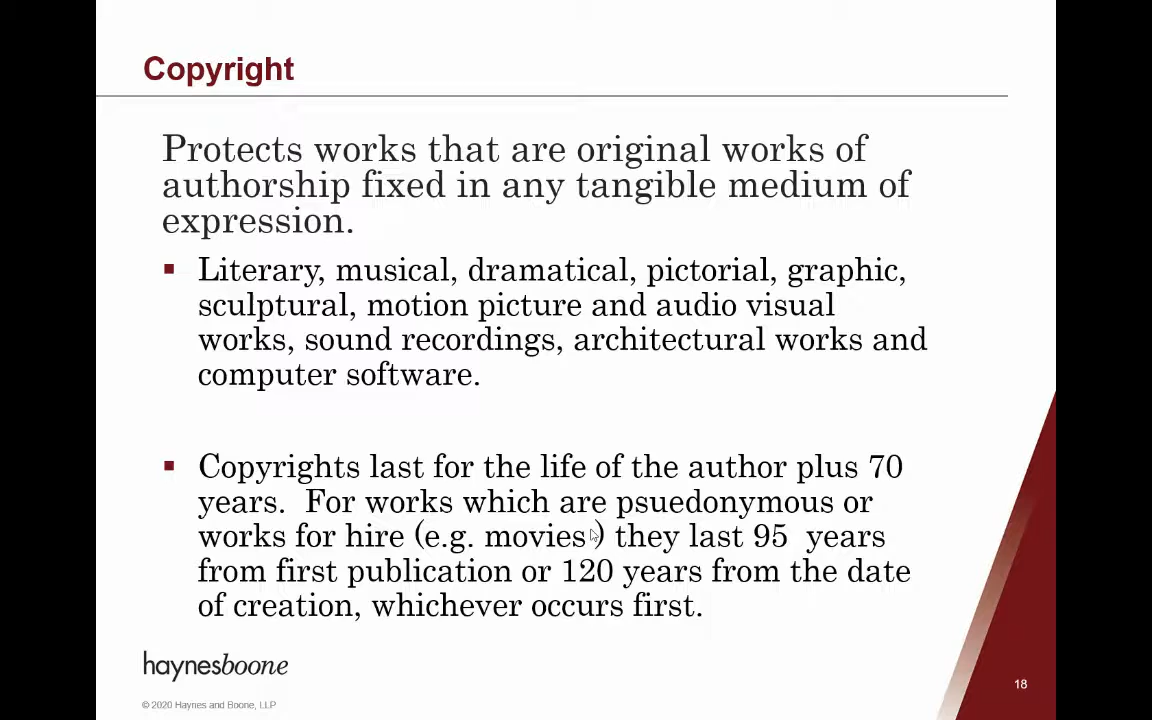 Copyright
Protects works that are original works of
authorship fixed in any tangible medium of
expression.
▪ Literary, musical, dramatical, pictorial, graphic,
sculptural, motion picture and audio visual
works, sound recordings, architectural works and
computer software.
▪ Copyrights last for the life of the author plus 70
years.  For works which are psuedonymous or
works for hire (e.g. movies ) they last 95  years
from first publication or 120 years from the date
of creation, whichever occurs first.
haynesboone
18
© 2020 Haynes and Boone, LLP